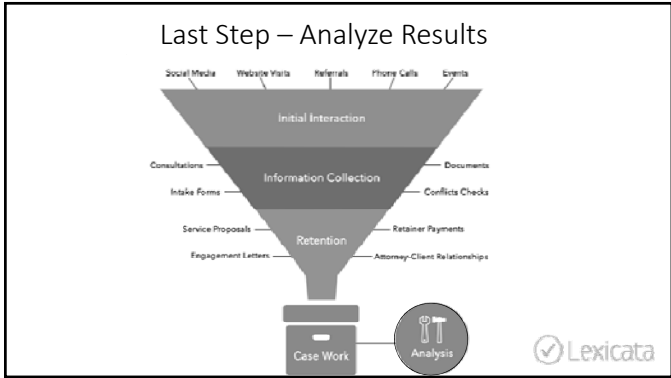 Last Step – Analyze Results
Social Media Website Visits Referrals Phone Calls Events
Initial Interaction
Consultations Documents
Information Collection
Intake Forms Conflicts Checks
Service Proposals Retainer Payments
Retention
Engagement Letters Attorney-Client Relationships
Case Work Analysis
Lexicata